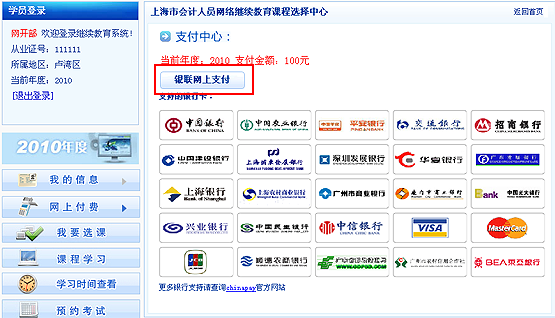 学员登录
网开部 欢迎登录继续教育系统!
从业证号: 111111
所属地区: 卢湾区
当前年度: 2010
[退出登录]
2010年度
我的信息
网上付费
我要选课
课程学习
学习时间查看
预约考试
上海市会计人员网络继续教育课程选择中心
返回首页
支付中心:
当前年度: 2010 支付金额: 100元
银联网上支付
支持的银行卡:
中国银行
BANK OF CHINA
中国农业银行
平安银行
PING AN BANK
交通银行
招商银行
中国建设银行
上海浦东发展银行
深圳发展银行
华夏银行
广东发展银行
上海银行
Bank of Shanghai
上海农村商业银行
广州市商业银行
Bank
中国光大银行
兴业银行
中国民生银行
中信银行
CHINA CITIC BANK
VISA
MasterCard
JCB
顺德农商银行
WWW.GDPSB.COM
BEA東亞銀行
更多银行支持请查询chinapay官方网站